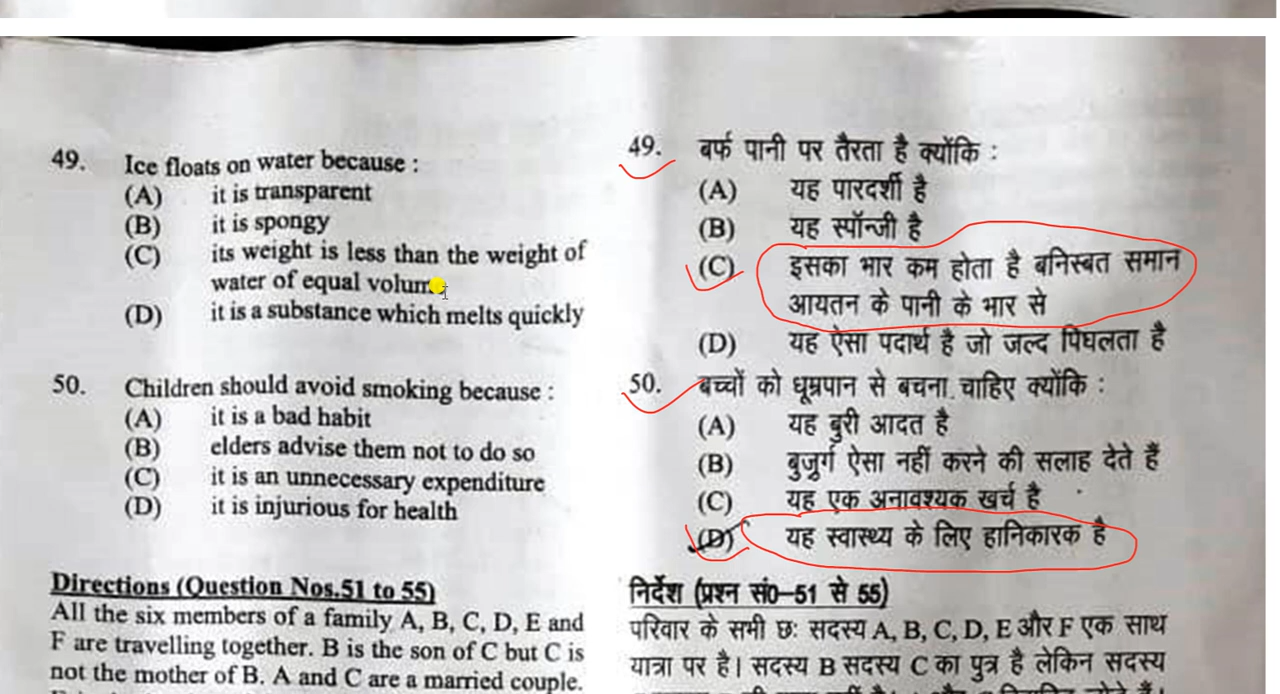 49. Ice floats on water because :
(A) it is transparent
(B) it is spongy
(C) its weight is less than the weight of
water of equal
(D) it is a substance which melts quickly
50. Children should avoid smoking because :
(A) it is a bad habit
(B) elders advise them not to do so
(C) it is an unnecessary expenditure
(D) it is injurious for health
Directions (Question Nos.51 to 55)
All the six members of a family A, B, C, D, E and
F are travelling together. B is the son of C but C is
not the mother of B. A and C are a married couple.
49. बर्फ पानी पर तैरता है क्योंकि :
(A) यह पारदर्शी है
(B) यह स्पॉन्जी है
(C) इसका भार कम होता है बनिस्बत समान
आयतन के पानी के भार से
(D) यह ऐसा पदार्थ है जो जल्द पिघलता है
50. बच्चों को धूम्रपान से बचना चाहिए क्योंकि :
(A) यह बुरी आदत है
(B) बुजुर्ग ऐसा नहीं करने की सलाह देते हैं
(C) यह एक अनावश्यक खर्च है
(D) यह स्वास्थ्य के लिए हानिकारक है
निर्देश (प्रश्न सं0–51 से 55)
परिवार के सभी छः सदस्य A, B, C, D, E और F एक साथ
यात्रा पर है। सदस्य B सदस्य C का पुत्र है लेकिन सदस्य